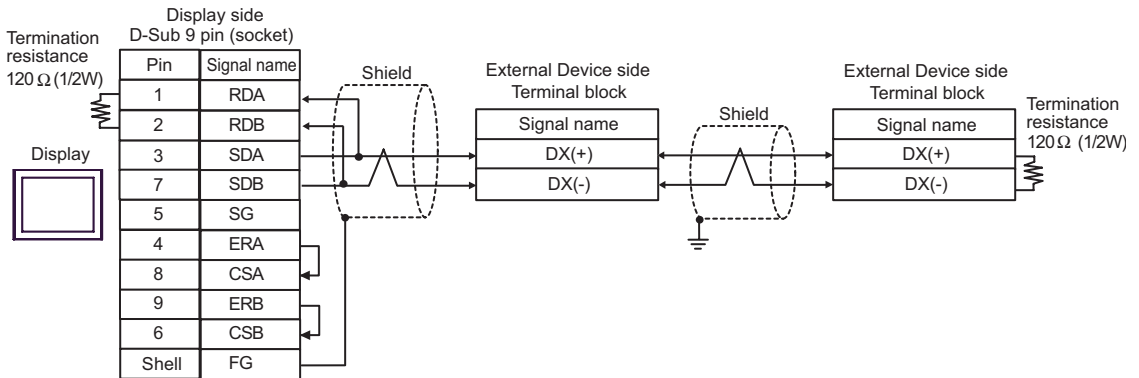 Display side
D-Sub 9 pin (socket)
Termination
resistance
120 Ω (1/2W)
Pin Signal name
1 RDA
2 RDB
3 SDA
7 SDB
5 SG
4 ERA
8 CSA
9 ERB
6 CSB
Shell FG
Display
Shield
External Device side
Terminal block
Signal name
DX(+)
DX(-)
Shield
External Device side
Terminal block
Signal name
DX(+)
DX(-)
Termination
resistance
120Ω (1/2W)